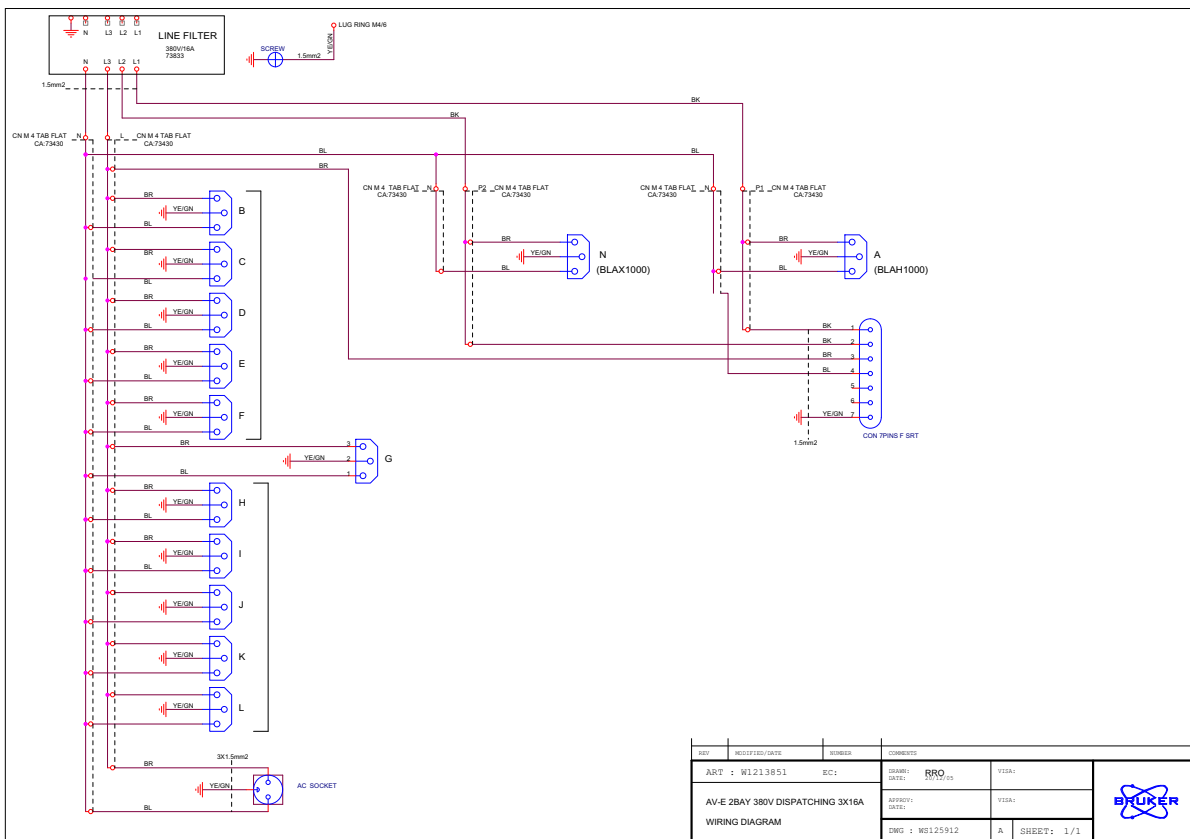 N L3 L2 L1
LINE FILTER
380V/16A
73833
N L3 L2 L1
LUG RING M4/6
YE/GN
SCREW
1.5mm2
1.5mm2
BK
BK
CN M 4 TAB FLAT N
CA:73430
L CN M 4 TAB FLAT
CA:73430
BL
BL
BR
CN M 4 TAB FLAT N
CA:73430
P2 CN M 4 TAB FLAT
CA:73430
CN M 4 TAB FLAT N
CA:73430
P1 CN M 4 TAB FLAT
CA:73430
BR
YE/GN
BL
B
BR
YE/GN
BL
C
BR
YE/GN
BL
D
BR
YE/GN
BL
E
BR
YE/GN
BL
F
BR
YE/GN
BL
N
(BLAX1000)
BR
YE/GN
BL
A
(BLAH1000)
BK 1
BK 2
BR 3
BL 4
5
6
YE/GN 7
1.5mm2
CON 7PINS F SRT
BR 3
YE/GN 2
BL 1
G
BR
YE/GN
BL
H
BR
YE/GN
BL
I
BR
YE/GN
BL
J
BR
YE/GN
BL
K
BR
YE/GN
BL
L
3X1.5mm2
BR
YE/GN
BL
AC SOCKET
REV MODIFIED/DATE NUMBER COMMENTS
ART : W1213851 EC:
DRAWN: RRO
DATE: 20/12/05
VISA:
AV-E 2BAY 380V DISPATCHING 3X16A
WIRING DIAGRAM
APPROV:
DATE:
VISA:
DWG : WS125912 A SHEET: 1/1
BRUKER